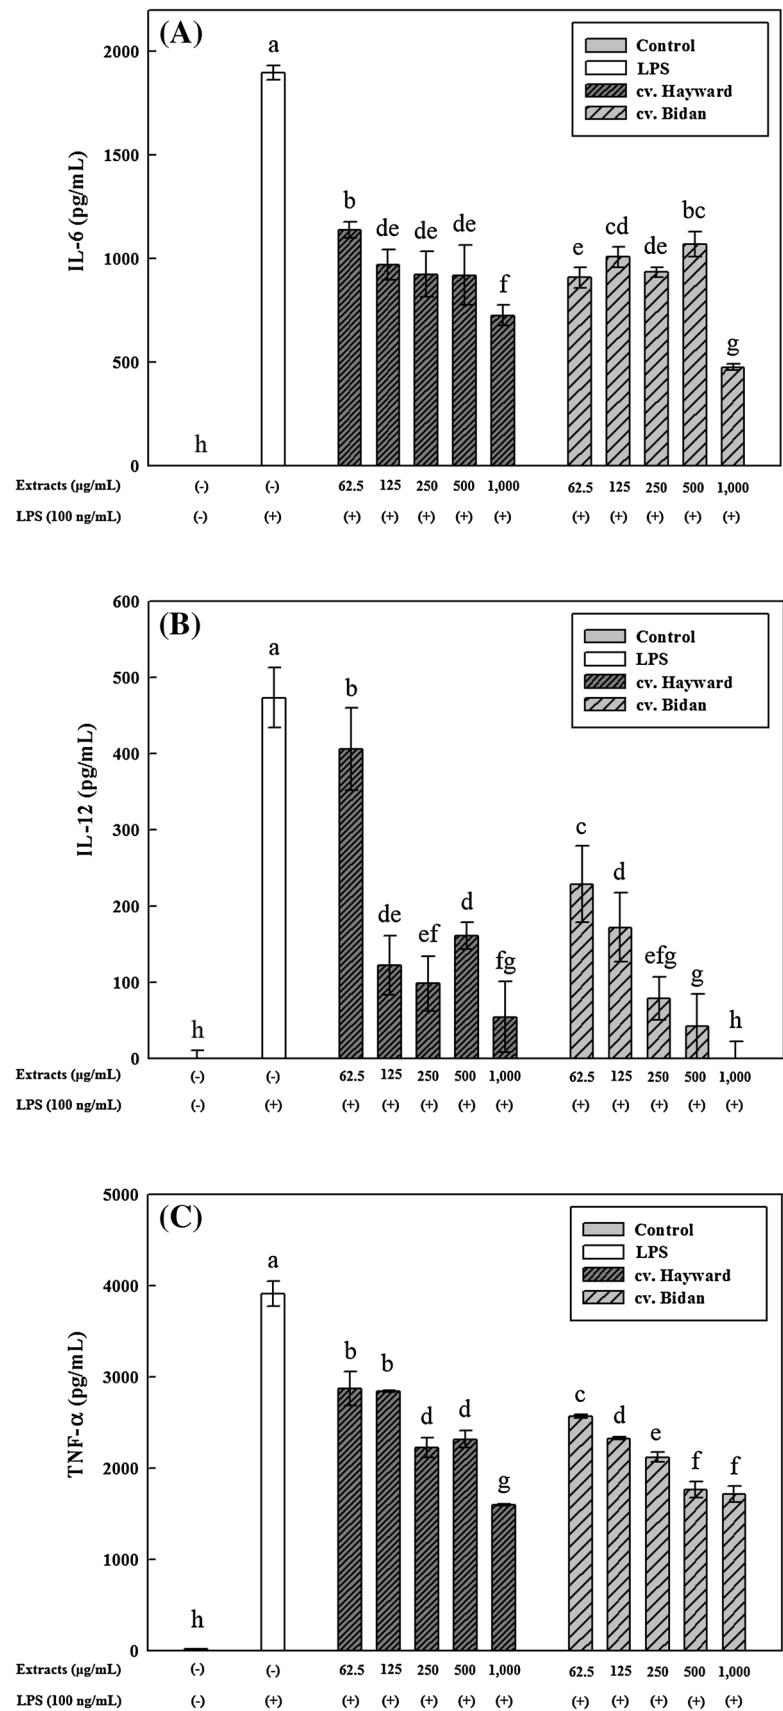 (A)
Control
LPS
cv. Hayward
cv. Bidan
IL-6 (pg/mL)
2000
1500
1000
500
0
h
a
b
de
de
de
f
e
cd
de
bc
g
Extracts (µg/mL) (-) (-) 62.5 125 250 500 1,000 62.5 125 250 500 1,000
LPS (100 ng/mL) (-) (+) (+) (+) (+) (+) (+) (+) (+) (+) (+) (+)
(B)
Control
LPS
cv. Hayward
cv. Bidan
IL-12 (pg/mL)
600
500
400
300
200
100
0
h
a
b
de
ef
d
fg
c
d
efg
g
h
Extracts (µg/mL) (-) (-) 62.5 125 250 500 1,000 62.5 125 250 500 1,000
LPS (100 ng/mL) (-) (+) (+) (+) (+) (+) (+) (+) (+) (+) (+) (+)
(C)
Control
LPS
cv. Hayward
cv. Bidan
TNF-α (pg/mL)
5000
4000
3000
2000
1000
0
h
a
b
b
d
d
g
c
d
e
f
f
Extracts (µg/mL) (-) (-) 62.5 125 250 500 1,000 62.5 125 250 500 1,000
LPS (100 ng/mL) (-) (+) (+) (+) (+) (+) (+) (+) (+) (+) (+) (+)